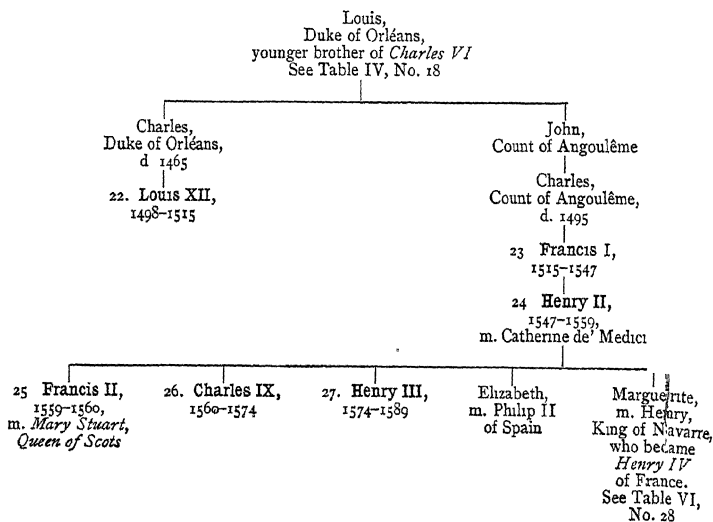 Louis,
Duke of Orléans,
younger brother of Charles VI
See Table IV, No. 18
Charles,
Duke of Orléans,
d 1465
22. Louis XII,
1498–1515
John,
Count of Angoulême
Charles,
Count of Angoulême,
d. 1495
23 Francis I,
1515–1547
24 Henry II,
1547–1559,
m. Catherine de' Medici
25 Francis II,
1559–1560,
m. Mary Stuart,
Queen of Scots
26. Charles IX,
1560–1574
27. Henry III,
1574–1589
Elizabeth,
m. Philip II
of Spain
Marguerite,
m. Henry,
King of Navarre,
who became
Henry IV
of France.
See Table VI,
No. 28